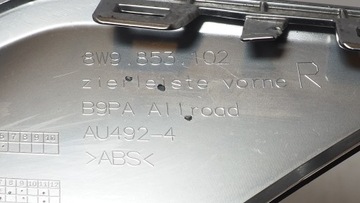 8W9.853.102
zierleiste vorne R
B9PA Allroad
AU492-4
>ABS<